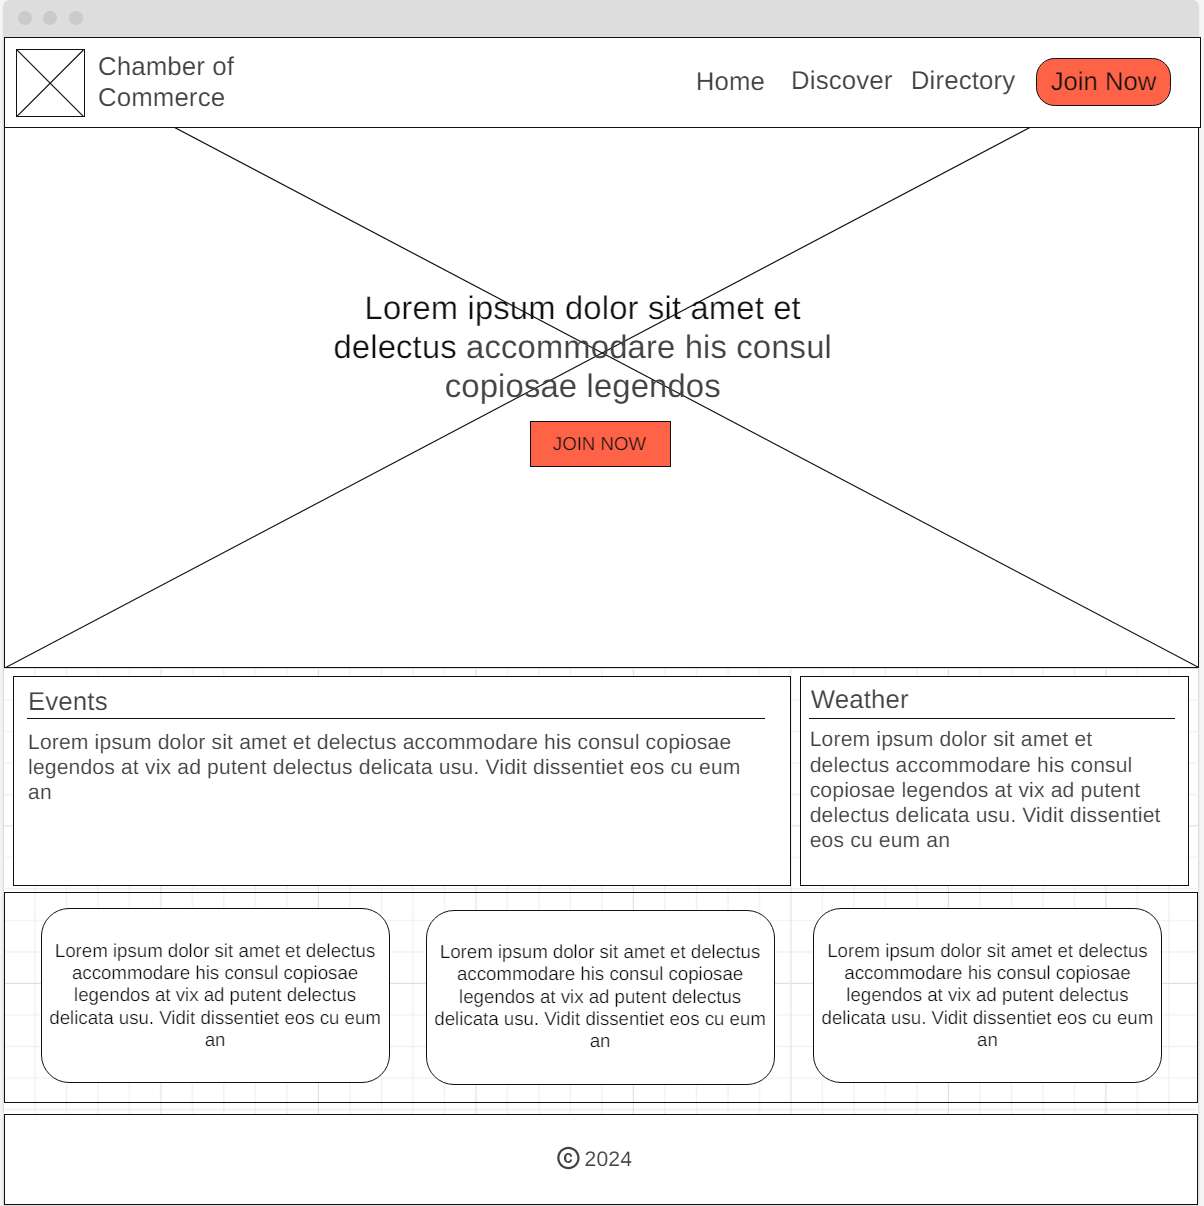 Chamber of
Commerce
Home Discover Directory Join Now
Lorem ipsum dolor sit amet et
delectus accommodare his consul
copiosae legendos
JOIN NOW
Events
Lorem ipsum dolor sit amet et delectus accommodare his consul copiosae
legendos at vix ad putent delectus delicata usu. Vidit dissentiet eos cu eum
an
Weather
Lorem ipsum dolor sit amet et
delectus accommodare his consul
copiosae legendos at vix ad putent
delectus delicata usu. Vidit dissentiet
eos cu eum an
Lorem ipsum dolor sit amet et delectus
accommodare his consul copiosae
legendos at vix ad putent delectus
delicata usu. Vidit dissentiet eos cu eum
an
Lorem ipsum dolor sit amet et delectus
accommodare his consul copiosae
legendos at vix ad putent delectus
delicata usu. Vidit dissentiet eos cu eum
an
Lorem ipsum dolor sit amet et delectus
accommodare his consul copiosae
legendos at vix ad putent delectus
delicata usu. Vidit dissentiet eos cu eum
an
© 2024